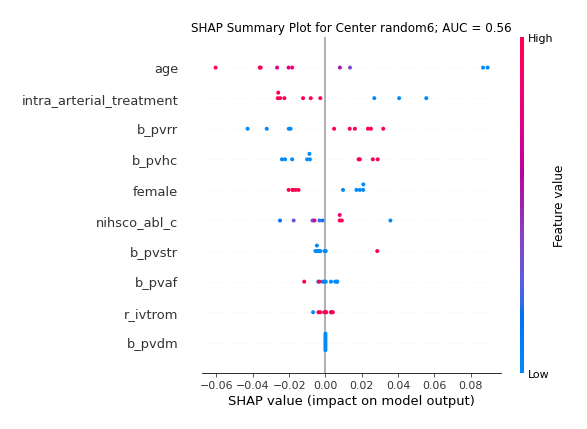 SHAP Summary Plot for Center random6; AUC = 0.56
High
age
intra_arterial_treatment
b_pvrr
b_pvhc
female
nihsco_abl_c
b_pvstr
b_pvaf
r_ivtrom
b_pvdm
Feature value
Low
−0.06 −0.04 −0.02 0.00 0.02 0.04 0.06 0.08
SHAP value (impact on model output)